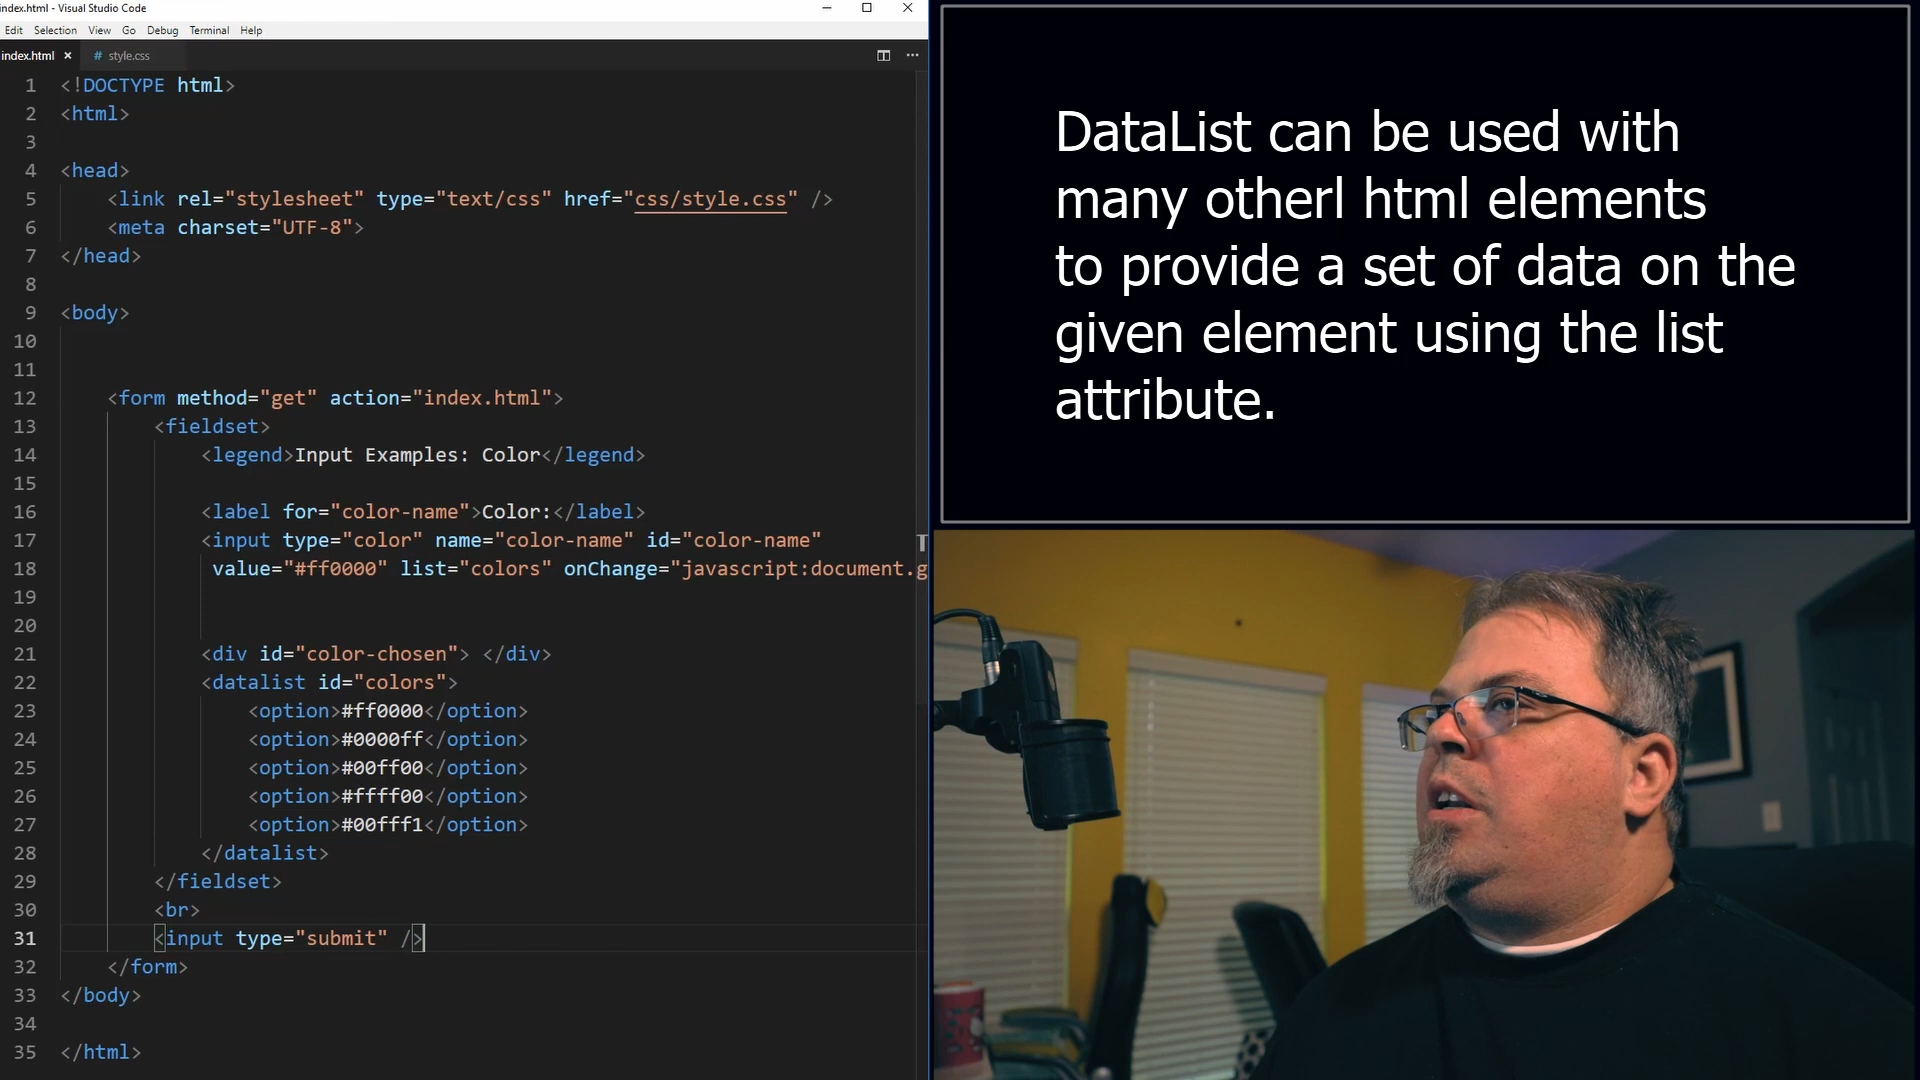 index.html - Visual Studio Code
Edit Selection View Go Debug Terminal Help
index.html × # style.css ...
1 <!DOCTYPE html>
2 <html>
3
4 <head>
5 <link rel="stylesheet" type="text/css" href="css/style.css" />
6 <meta charset="UTF-8">
7 </head>
8
9 <body>
10
11
12 <form method="get" action="index.html">
13 <fieldset>
14 <legend>Input Examples: Color</legend>
15
16 <label for="color-name">Color:</label>
17 <input type="color" name="color-name" id="color-name"
18 value="#ff0000" list="colors" onChange="javascript:document.g
19
20
21 <div id="color-chosen"> </div>
22 <datalist id="colors">
23 <option>#ff0000</option>
24 <option>#0000ff</option>
25 <option>#00ff00</option>
26 <option>#ffff00</option>
27 <option>#00fff1</option>
28 </datalist>
29 </fieldset>
30 <br>
31 <input type="submit" />
32 </form>
33 </body>
34
35 </html>
DataList can be used with
many otherl html elements
to provide a set of data on the
given element using the list
attribute.